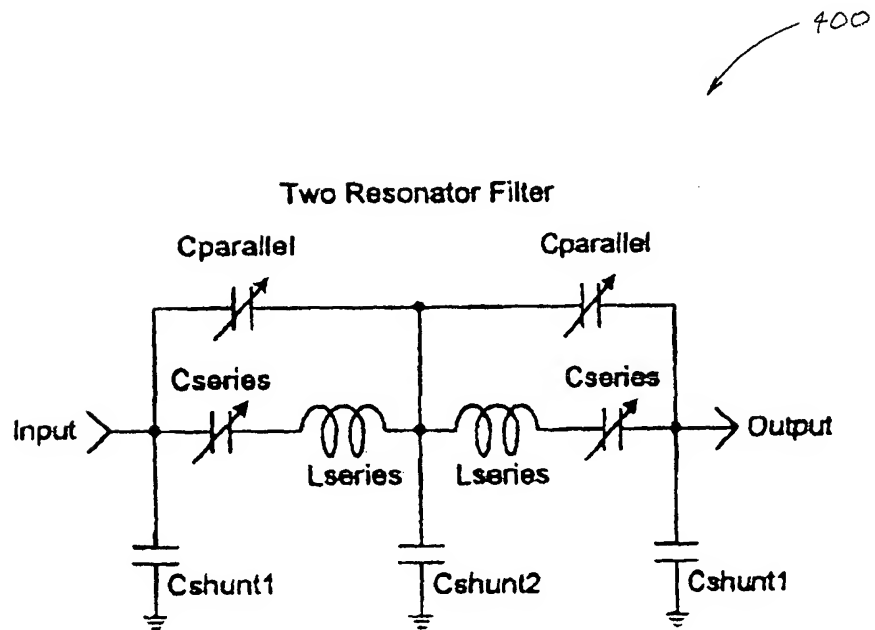 400
Two Resonator Filter
Cparallel
Cparallel
Cseries
Cseries
Input
Output
Lseries
Lseries
Cshunt1
Cshunt2
Cshunt1